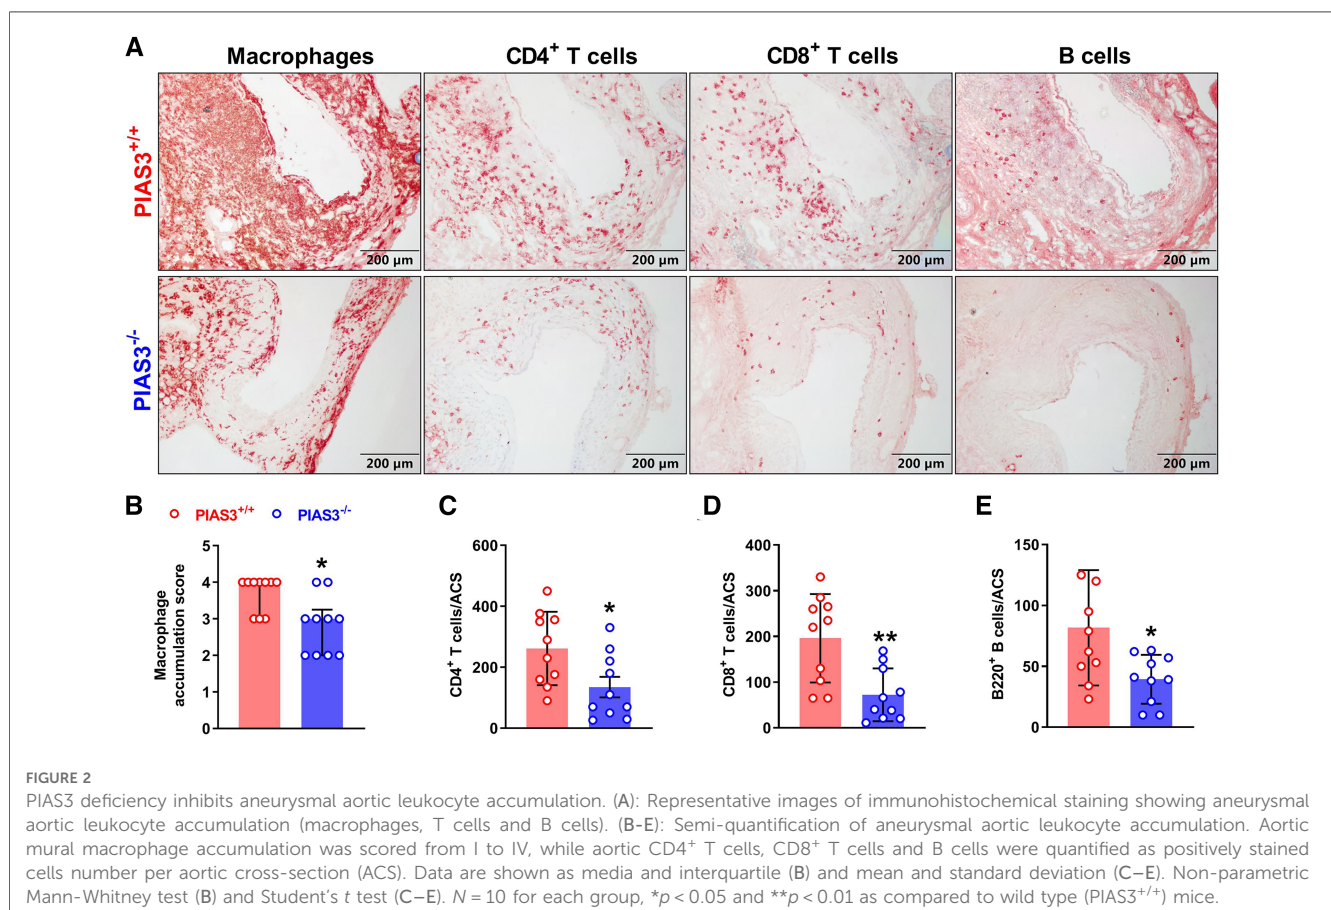 A
Macrophages
CD4+ T cells
CD8+ T cells
B cells
PIAS3+/+
200 µm
200 µm
200 µm
200 µm
PIAS3-/-
200 µm
200 µm
200 µm
200 µm
B
PIAS3+/+
PIAS3-/-
Macrophage
accumulation score
5
4
3
2
1
0
*
C
CD4+ T cells/ACS
600
400
200
0
*
D
CD8+ T cells/ACS
400
300
200
100
0
**
E
B220+ B cells/ACS
150
100
50
0
*
FIGURE 2
PIAS3 deficiency inhibits aneurysmal aortic leukocyte accumulation. (A): Representative images of immunohistochemical staining showing aneurysmal
aortic leukocyte accumulation (macrophages, T cells and B cells). (B-E): Semi-quantification of aneurysmal aortic leukocyte accumulation. Aortic
mural macrophage accumulation was scored from I to IV, while aortic CD4+ T cells, CD8+ T cells and B cells were quantified as positively stained
cells number per aortic cross-section (ACS). Data are shown as media and interquartile (B) and mean and standard deviation (C–E). Non-parametric
Mann-Whitney test (B) and Student's t test (C–E). N = 10 for each group, *p < 0.05 and **p < 0.01 as compared to wild type (PIAS3+/+) mice.